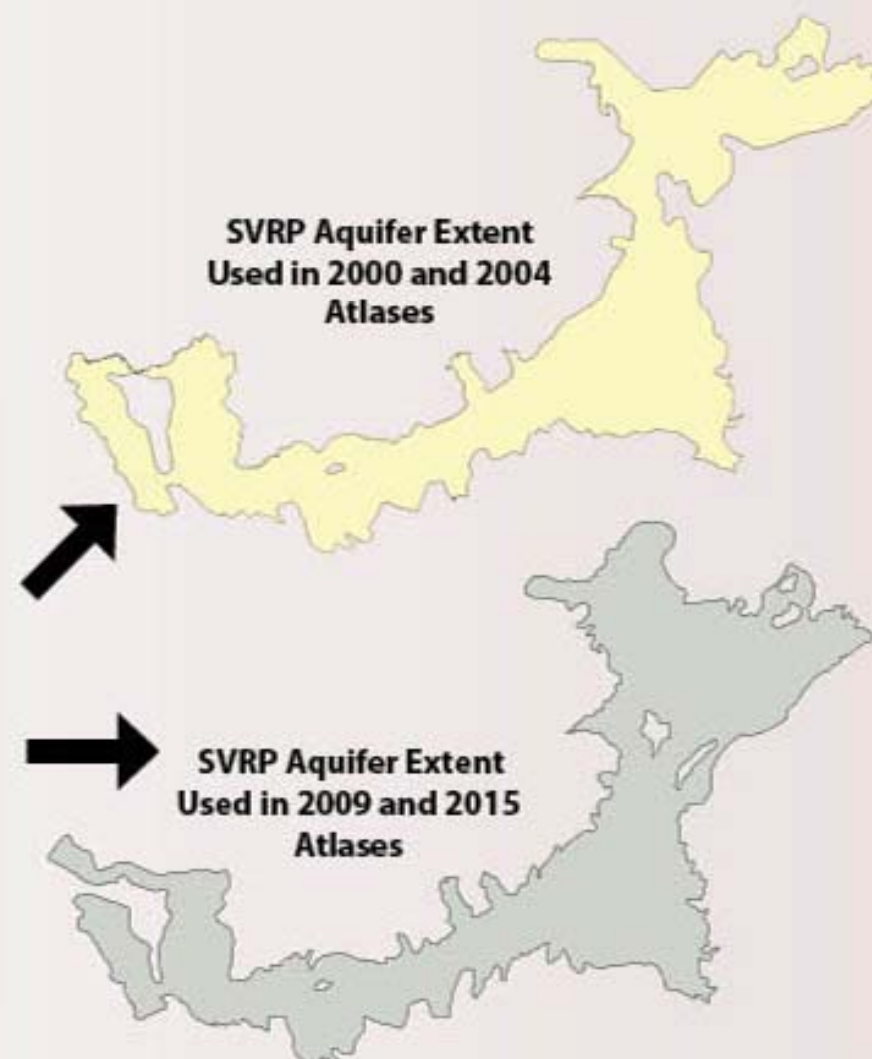 SVRP Aquifer Extent
Used in 2000 and 2004
Atlases
SVRP Aquifer Extent
Used in 2009 and 2015
Atlases